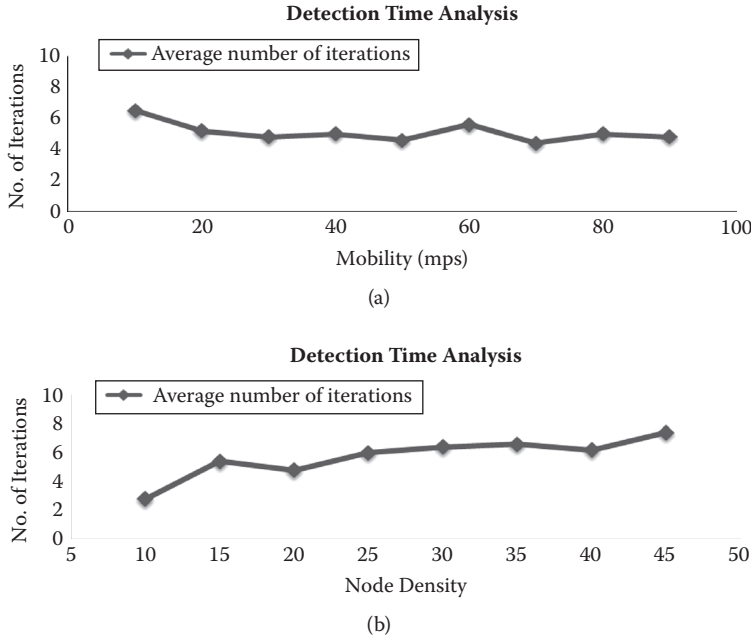 Detection Time Analysis
Average number of iterations
No. of Iterations
10
8
6
4
2
0
0 20 40 60 80 100
Mobility (mps)
(a)
Detection Time Analysis
Average number of iterations
No. of Iterations
10
8
6
4
2
0
5 10 15 20 25 30 35 40 45 50
Node Density
(b)